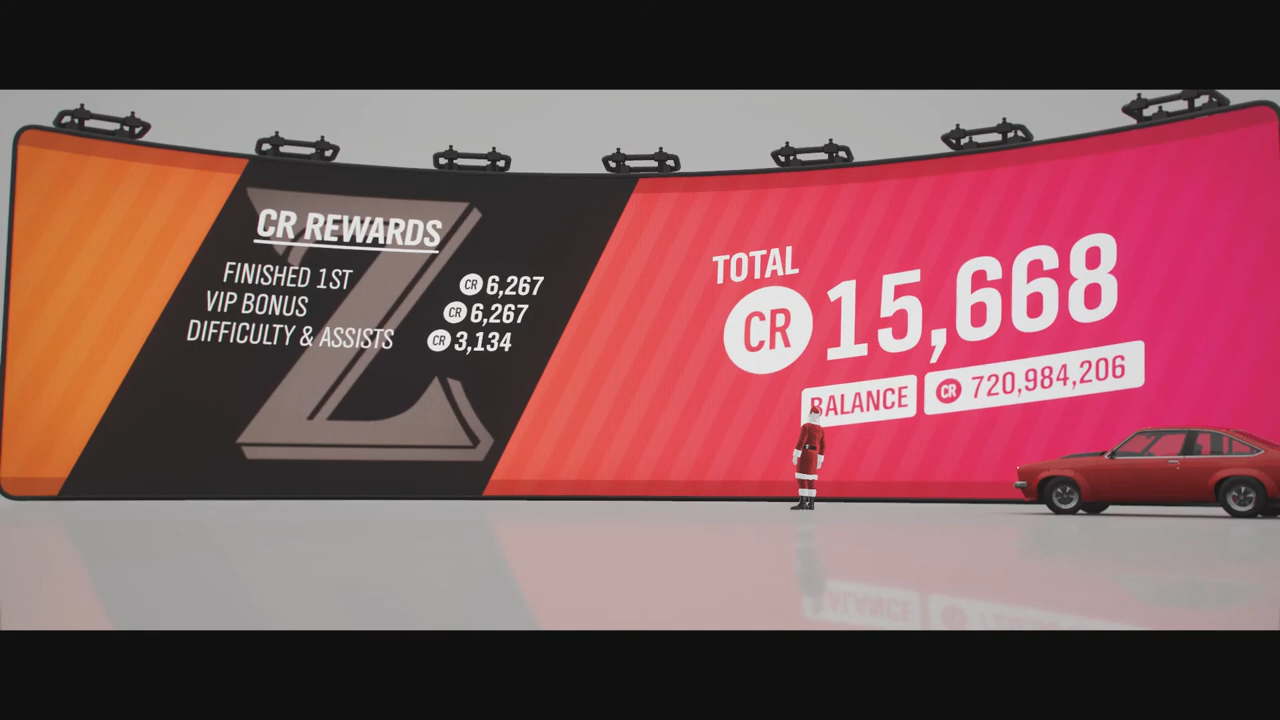 Z
CR REWARDS
FINISHED 1ST CR 6,267
VIP BONUS CR 6,267
DIFFICULTY & ASSISTS CR 3,134
TOTAL
CR 15,668
BALANCE CR 720,984,206